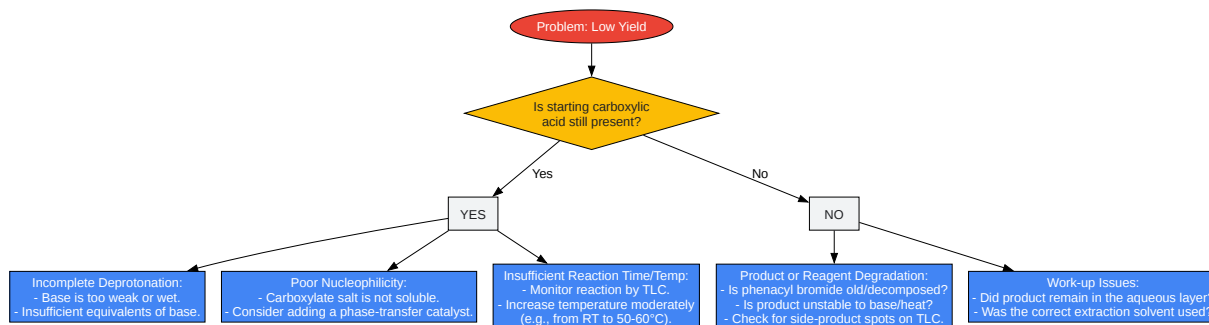 Problem: Low Yield
Is starting carboxylic
acid still present?
Yes
No
YES
NO
Incomplete Deprotonation:
- Base is too weak or wet.
- Insufficient equivalents of base.
Poor Nucleophilicity:
- Carboxylate salt is not soluble.
- Consider adding a phase-transfer catalyst.
Insufficient Reaction Time/Temp:
- Monitor reaction by TLC.
- Increase temperature moderately
(e.g., from RT to 50-60°C).
Product or Reagent Degradation:
- Is phenacyl bromide old/decomposed?
- Is product unstable to base/heat?
- Check for side-product spots on TLC.
Work-up Issues:
- Did product remain in the aqueous layer?
- Was the correct extraction solvent used?